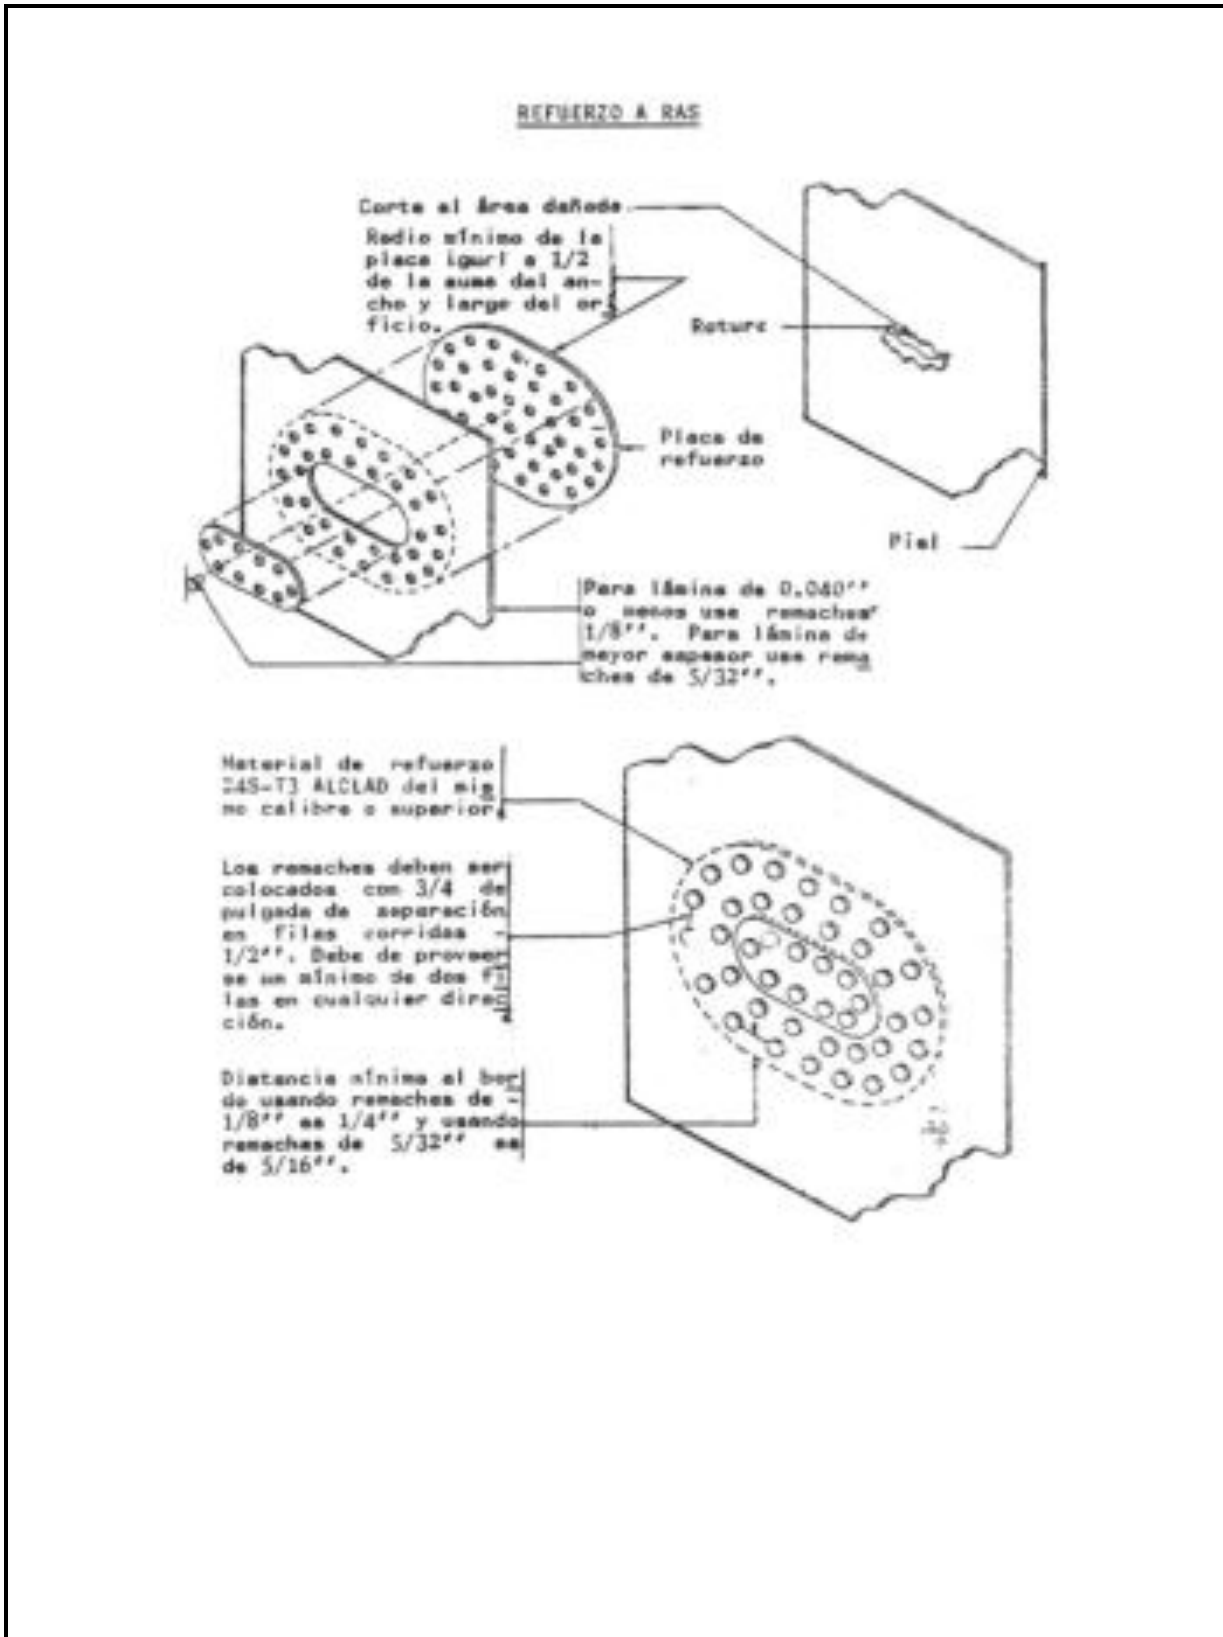 REFUERZO A RAS
Corte el área dañada
Radio mínimo de la
placa igurl a 1/2
de la suma del an-
cho y largo del or
ficio.
Rotura
Placa de
refuerzo
Piel
Para lámina de 0.040''
o menos use remaches
1/8''. Para lámina de
mayor espesor use rema
ches de 5/32''.
Material de refuerzo
24S-T3 ALCLAD del mis
mo calibre o superior.
Los remaches deben ser
colocados con 3/4 de
pulgada de separación
en filas corridas -
1/2''. Debe de proveer
se un mínimo de dos fi
las en cualquier direc
ción.
Distancia mínima al bor
de usando remaches de -
1/8'' es 1/4'' y usando
remaches de 5/32'' es
de 5/16''.